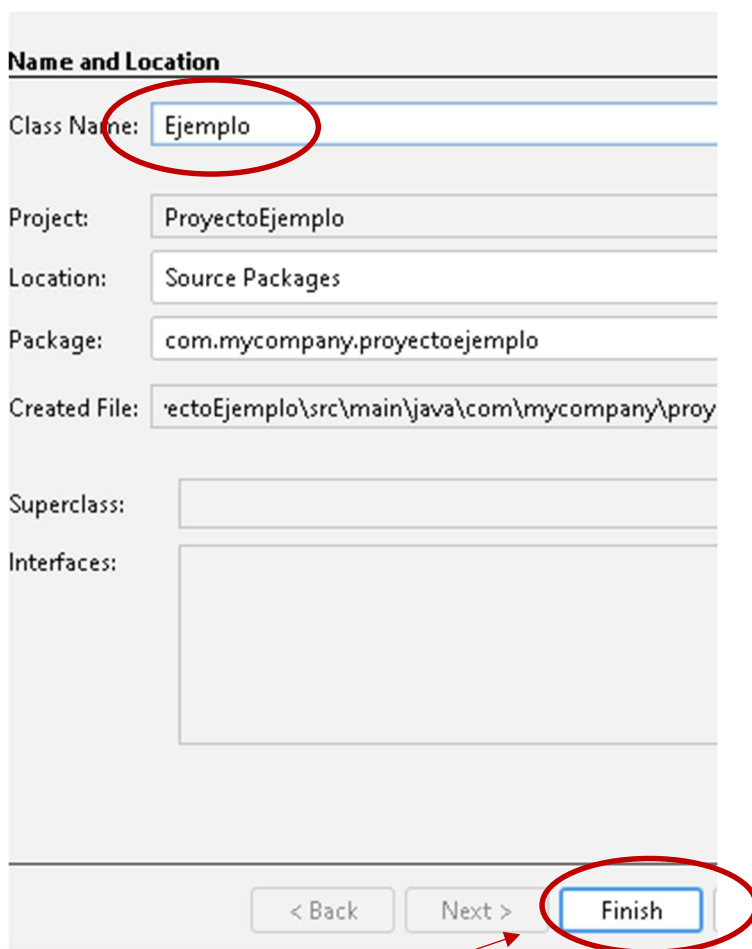 Name and Location
Class Name: Ejemplo
Project: ProyectoEjemplo
Location: Source Packages
Package: com.mycompany.proyectoejemplo
Created File: ectoEjemplo\src\main\java\com\mycompany\proy
Superclass:
Interfaces:
< Back Next > Finish